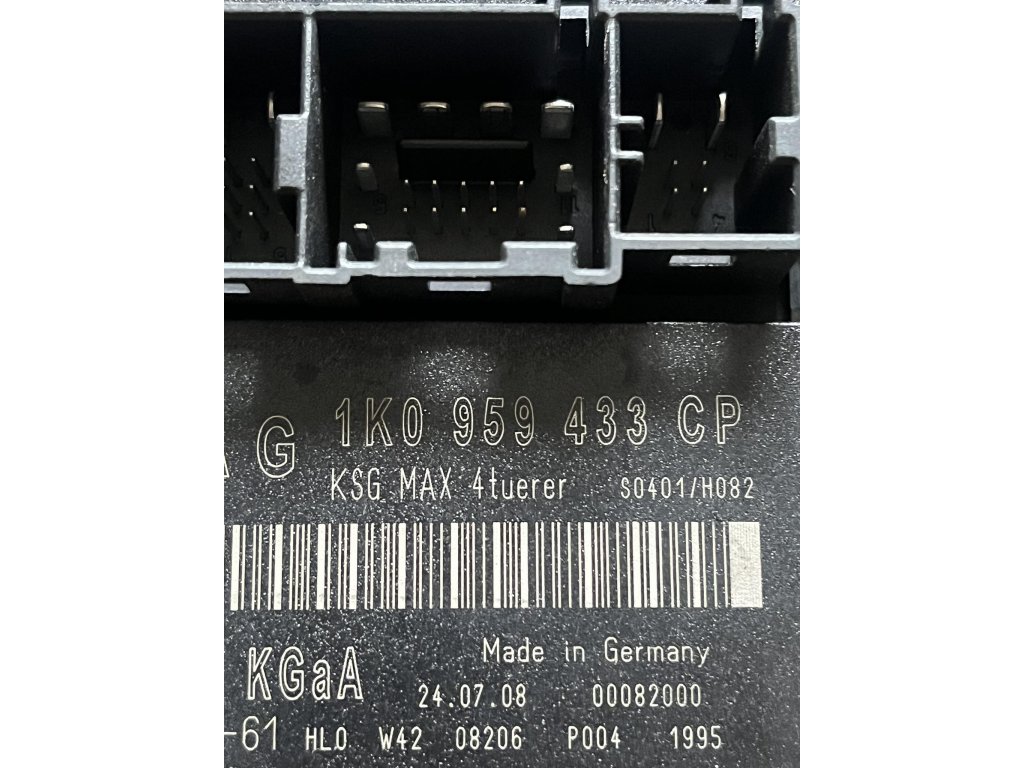 A G 1K0 959 433 CP
KSG MAX 4tuerer S0401/H082
Made in Germany
KGaA
24.07.08 00082000
-61 HL0 W42 08206 P004 1995